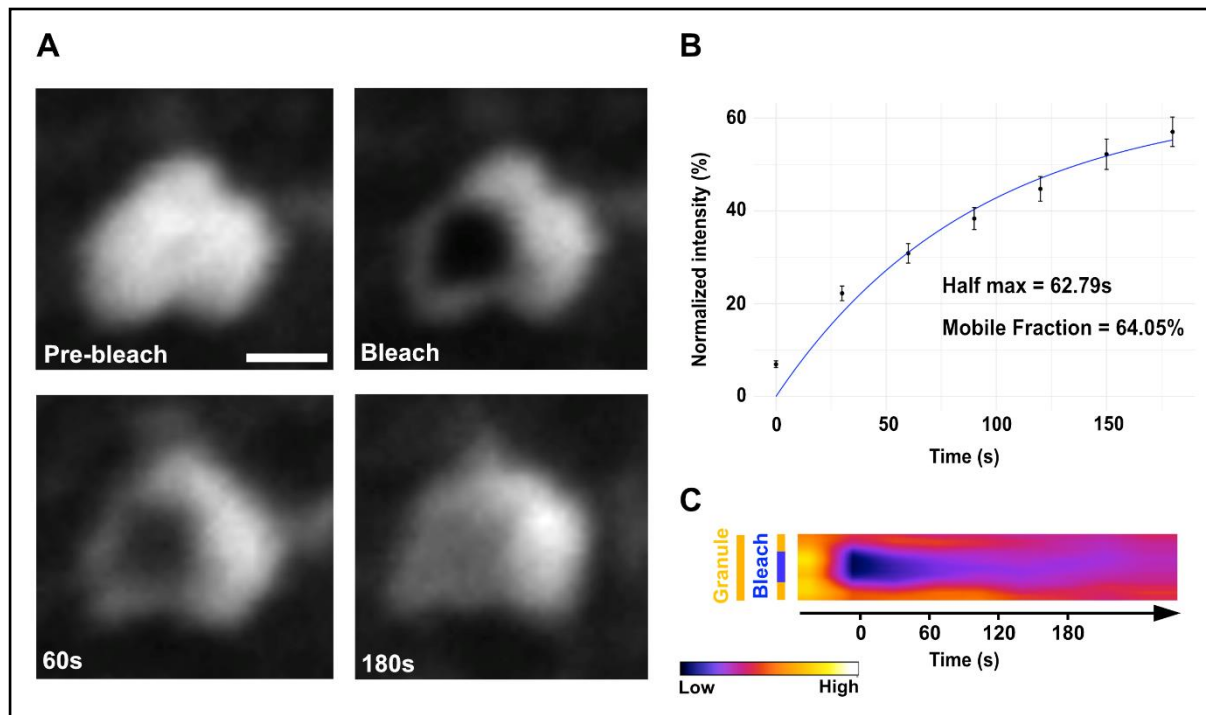 A
Pre-bleach
Bleach
60s
180s
B
Normalized intensity (%)
60
40
20
0
Half max = 62.79s
Mobile Fraction = 64.05%
0 50 100 150
Time (s)
C
Granule
Bleach
0 60 120 180
Time (s)
Low High